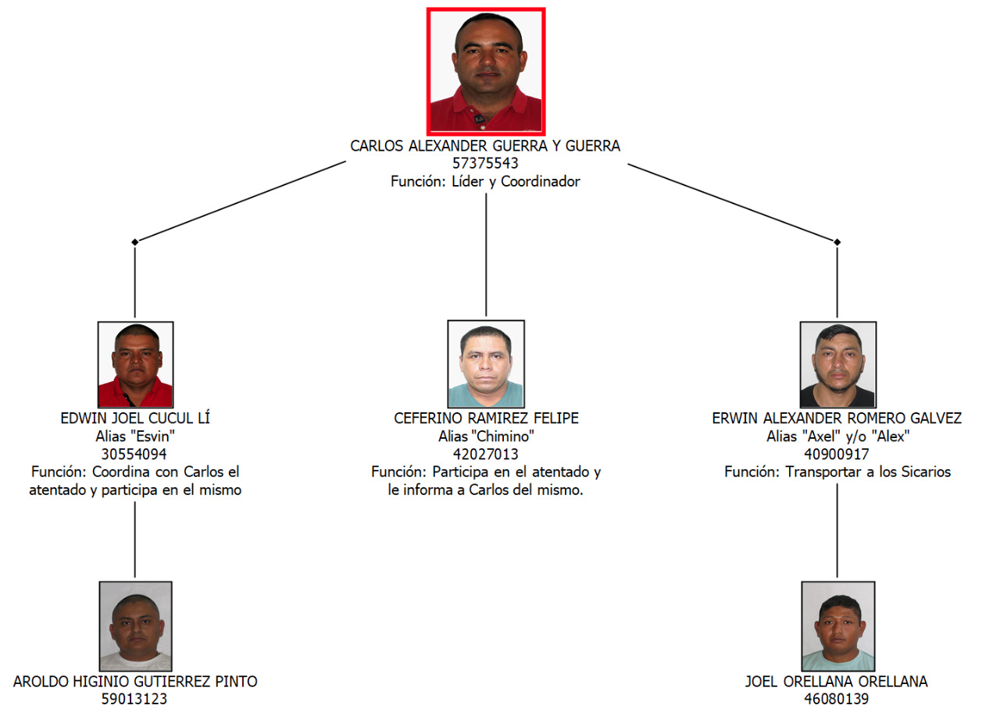 CARLOS ALEXANDER GUERRA Y GUERRA
57375543
Función: Líder y Coordinador
EDWIN JOEL CUCUL LÍ
Alias "Esvin"
30554094
Función: Coordina con Carlos el
atentado y participa en el mismo
CEFERINO RAMIREZ FELIPE
Alias "Chimino"
42027013
Función: Participa en el atentado y
le informa a Carlos del mismo.
ERWIN ALEXANDER ROMERO GALVEZ
Alias "Axel" y/o "Alex"
40900917
Función: Transportar a los Sicarios
AROLDO HIGINIO GUTIERREZ PINTO
59013123
JOEL ORELLANA ORELLANA
46080139